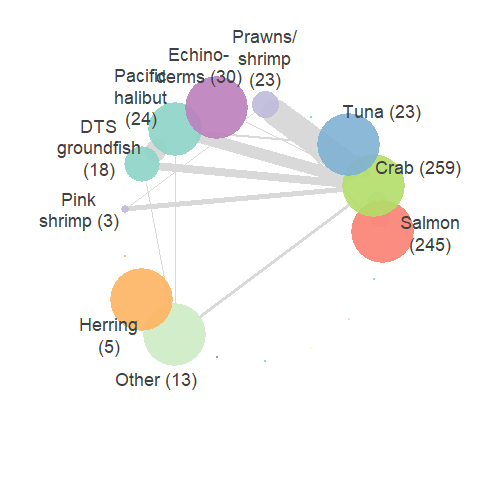 Prawns/
shrimp
(23)
Echino-
derms (30)
Pacific
halibut
(24)
Tuna (23)
DTS
groundfish
(18)
Crab (259)
Pink
shrimp (3)
Salmon
(245)
Herring
(5)
Other (13)